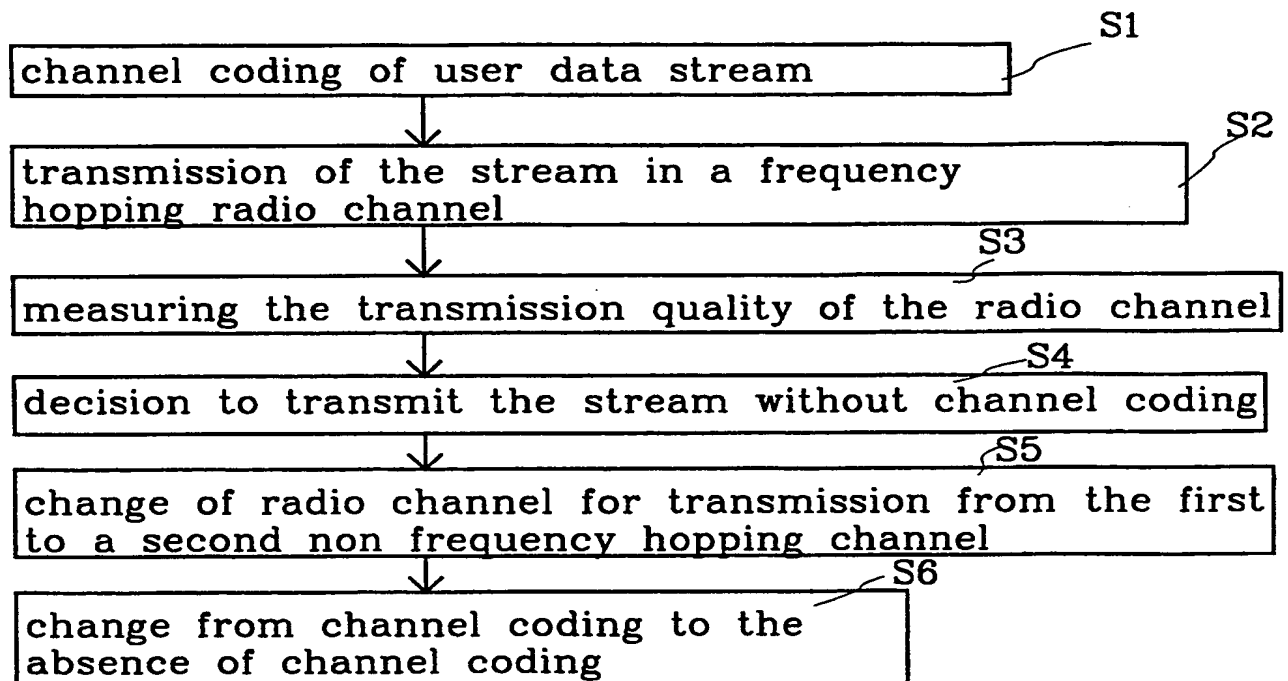 S1
channel coding of user data stream
S2
transmission of the stream in a frequency
hopping radio channel
S3
measuring the transmission quality of the radio channel
S4
decision to transmit the stream without channel coding
S5
change of radio channel for transmission from the first
to a second non frequency hopping channel
S6
change from channel coding to the
absence of channel coding